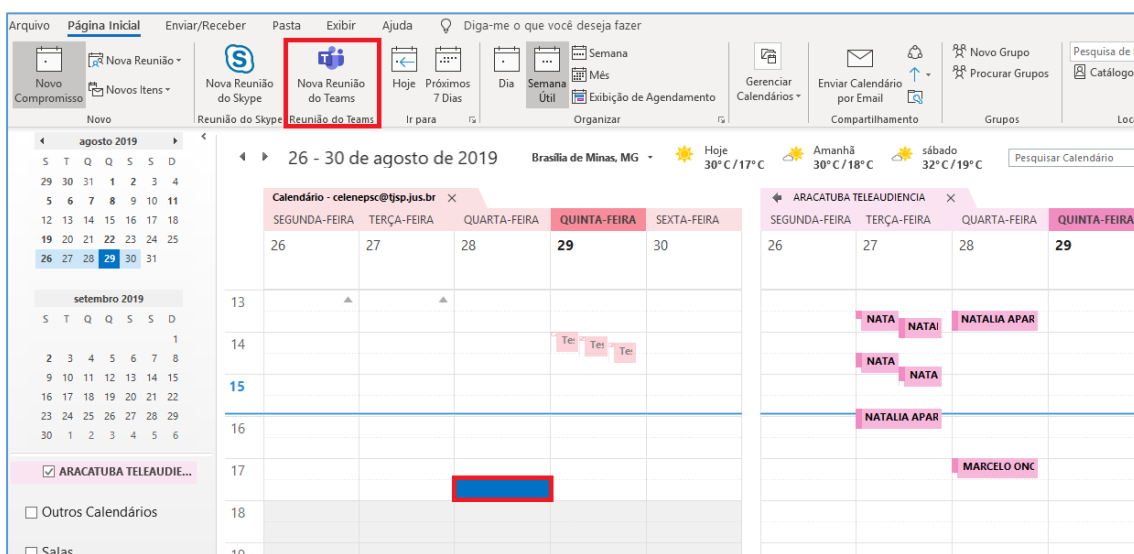 Arquivo Página Inicial Enviar/Receber Pasta Exibir Ajuda Diga-me o que você deseja fazer
Novo Compromisso
Nova Reunião
Novos Itens
Novo
Nova Reunião do Skype
Reunião do Skype
Nova Reunião do Teams
Reunião do Teams
Hoje
Próximos 7 Dias
Ir para
Dia
Semana Útil
Semana
Mês
Exibição de Agendamento
Organizar
Gerenciar Calendários
Enviar Calendário por Email
Compartilhamento
Novo Grupo
Procurar Grupos
Grupos
Pesquisa de
Catálogo
Loc
agosto 2019
S T Q Q S S D
29 30 31 1 2 3 4
5 6 7 8 9 10 11
12 13 14 15 16 17 18
19 20 21 22 23 24 25
26 27 28 29 30 31
setembro 2019
S T Q Q S S D
1
2 3 4 5 6 7 8
9 10 11 12 13 14 15
16 17 18 19 20 21 22
23 24 25 26 27 28 29
30 1 2 3 4 5 6
ARACATUBA TELEAUDIE...
Outros Calendários
Salas
26 - 30 de agosto de 2019
Brasília de Minas, MG
Hoje
30°C/17°C
Amanhã
30°C/18°C
sábado
32°C/19°C
Pesquisar Calendário
Calendário - celenepsc@tjsp.jus.br
SEGUNDA-FEIRA TERÇA-FEIRA QUARTA-FEIRA QUINTA-FEIRA SEXTA-FEIRA
26 27 28 29 30
ARACATUBA TELEAUDIENCIA
SEGUNDA-FEIRA TERÇA-FEIRA QUARTA-FEIRA QUINTA-FEIRA
26 27 28 29
13
NATA NATAI NATALIA APAR
14
Te Te Te
NATA
15
NATA
NATALIA APAR
16
17
MARCELO ONC
18
19